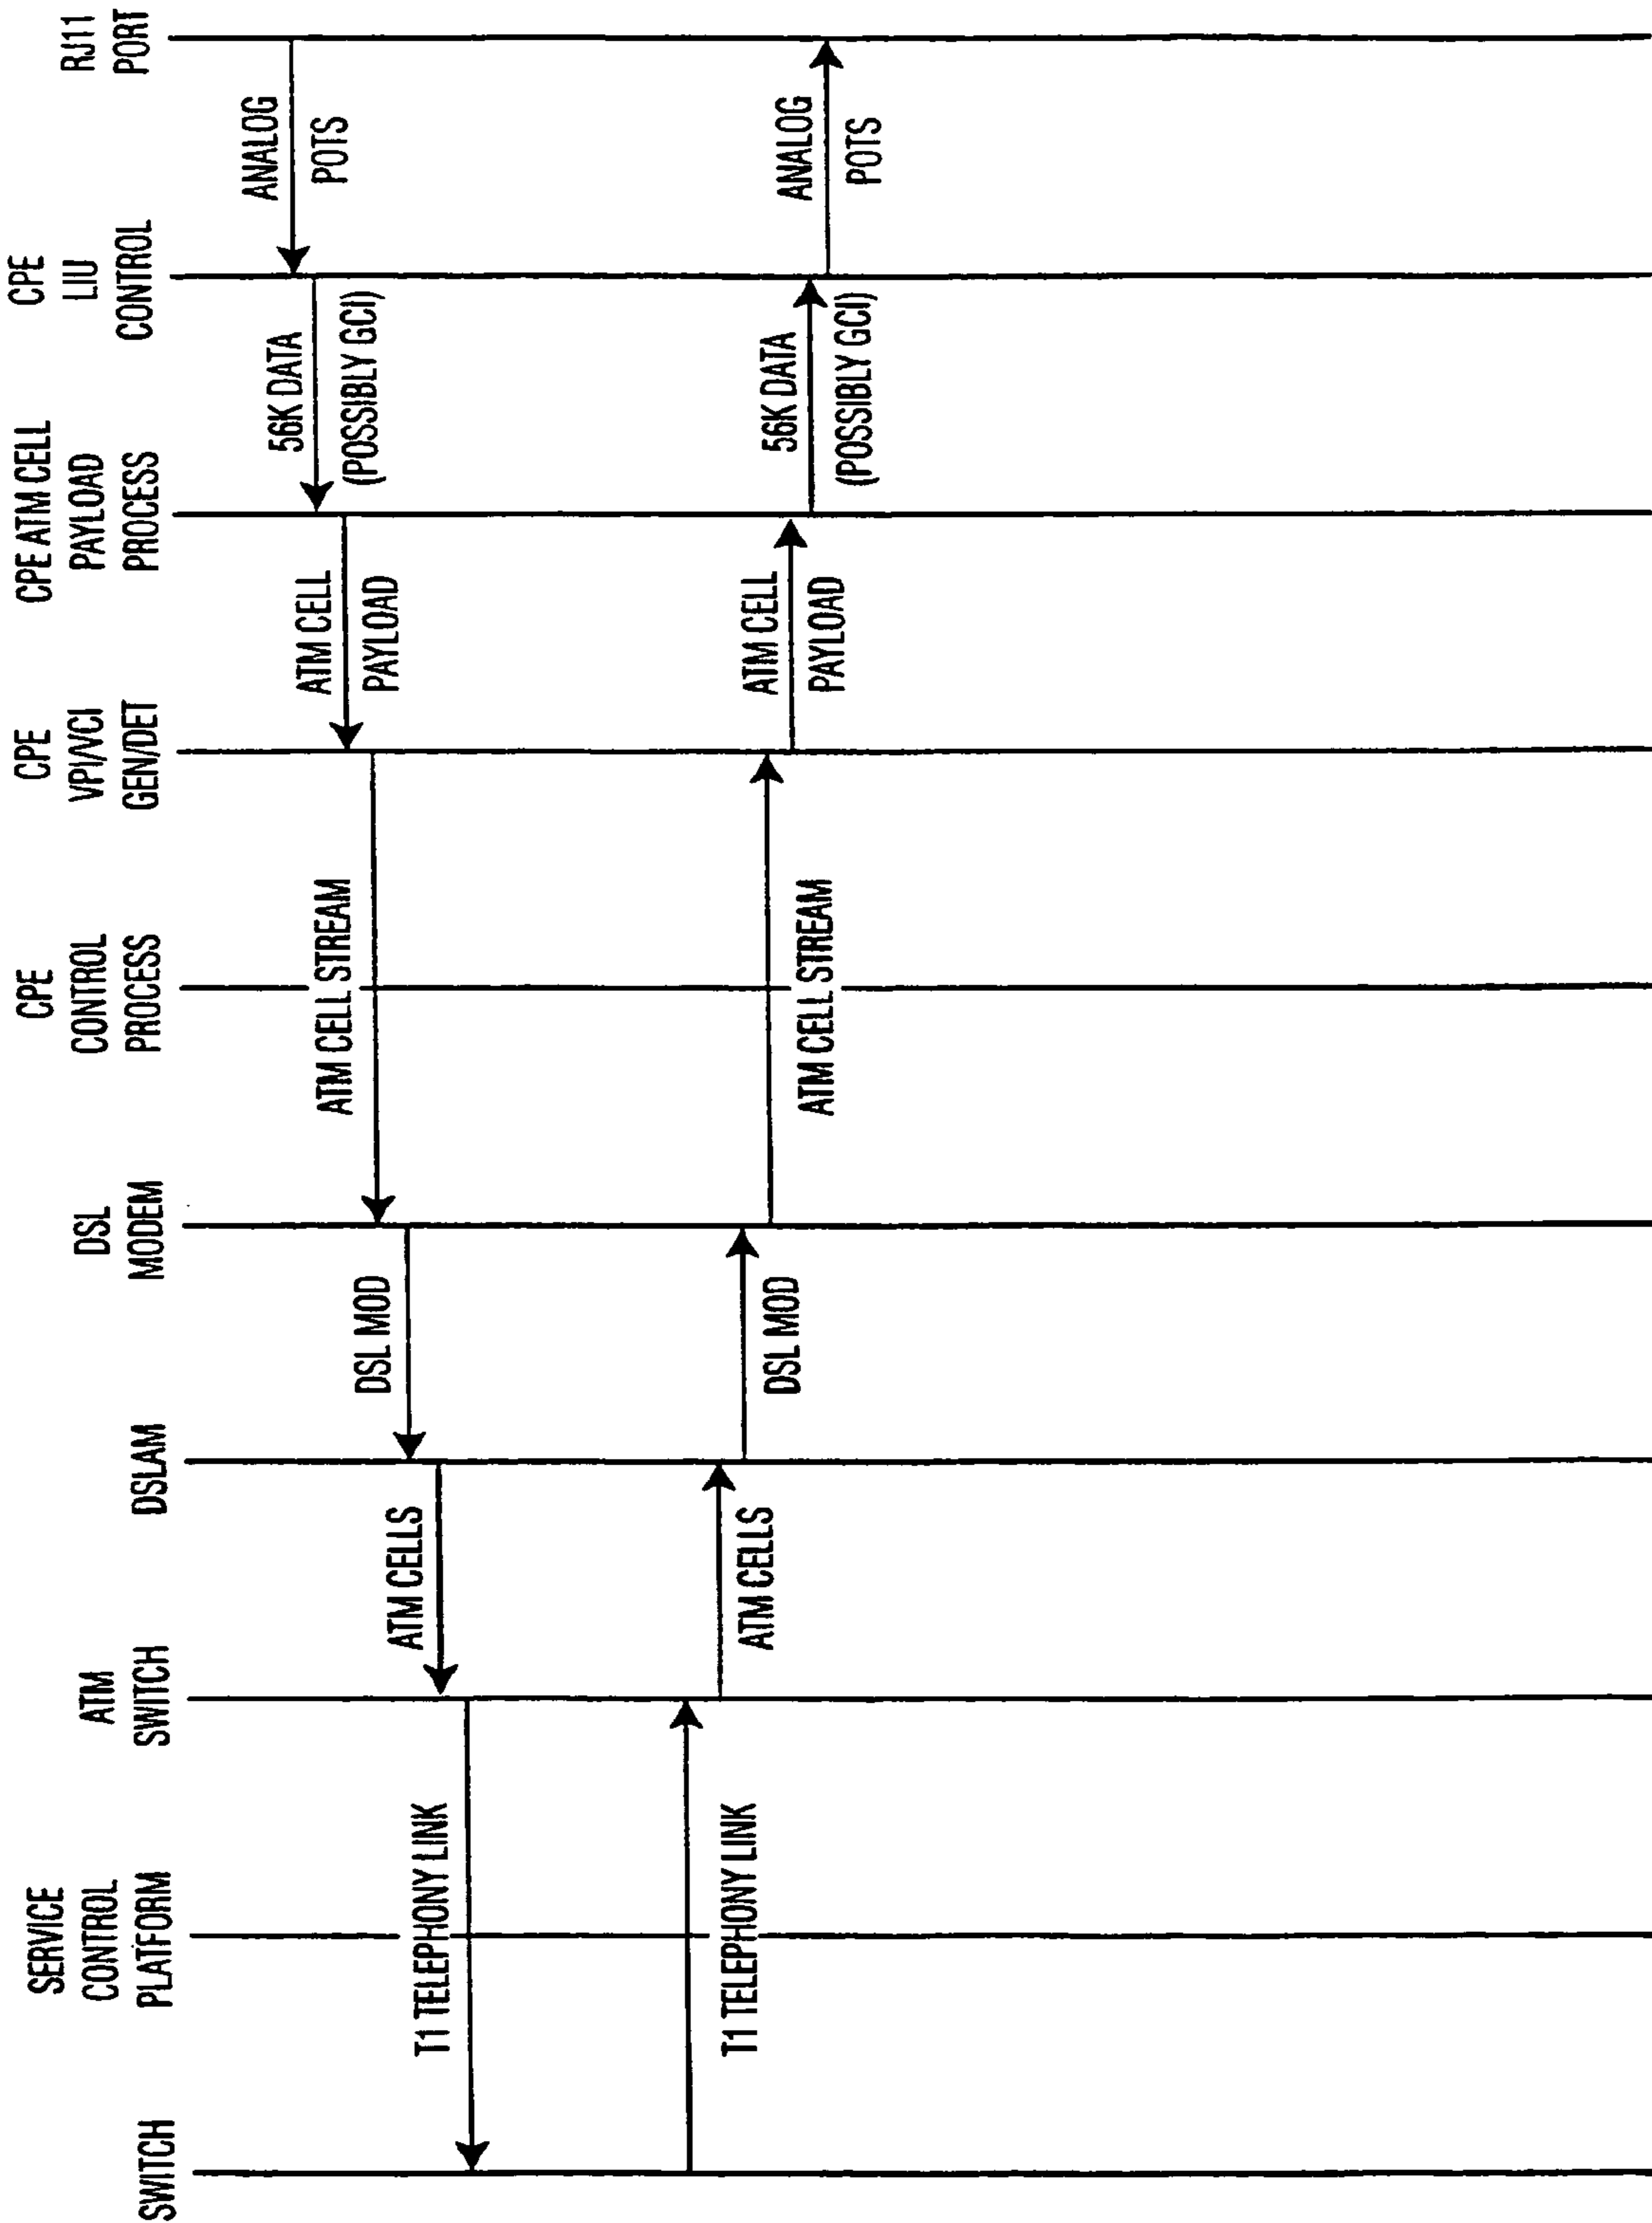 SWITCH
SERVICE
CONTROL
PLATFORM
ATM
SWITCH
DSLAM
DSL
MODEM
CPE
CONTROL
PROCESS
CPE
VPI/VCI
GEN/DET
CPE ATM CELL
PAYLOAD
PROCESS
CPE
LIU
CONTROL
RJ11
PORT
ANALOG
POTS
56K DATA
(POSSIBLY GCI)
ATM CELL
PAYLOAD
ATM CELL STREAM
DSL MOD
ATM CELLS
T1 TELEPHONY LINK
T1 TELEPHONY LINK
ATM CELLS
DSL MOD
ATM CELL STREAM
ATM CELL
PAYLOAD
56K DATA
(POSSIBLY GCI)
ANALOG
POTS